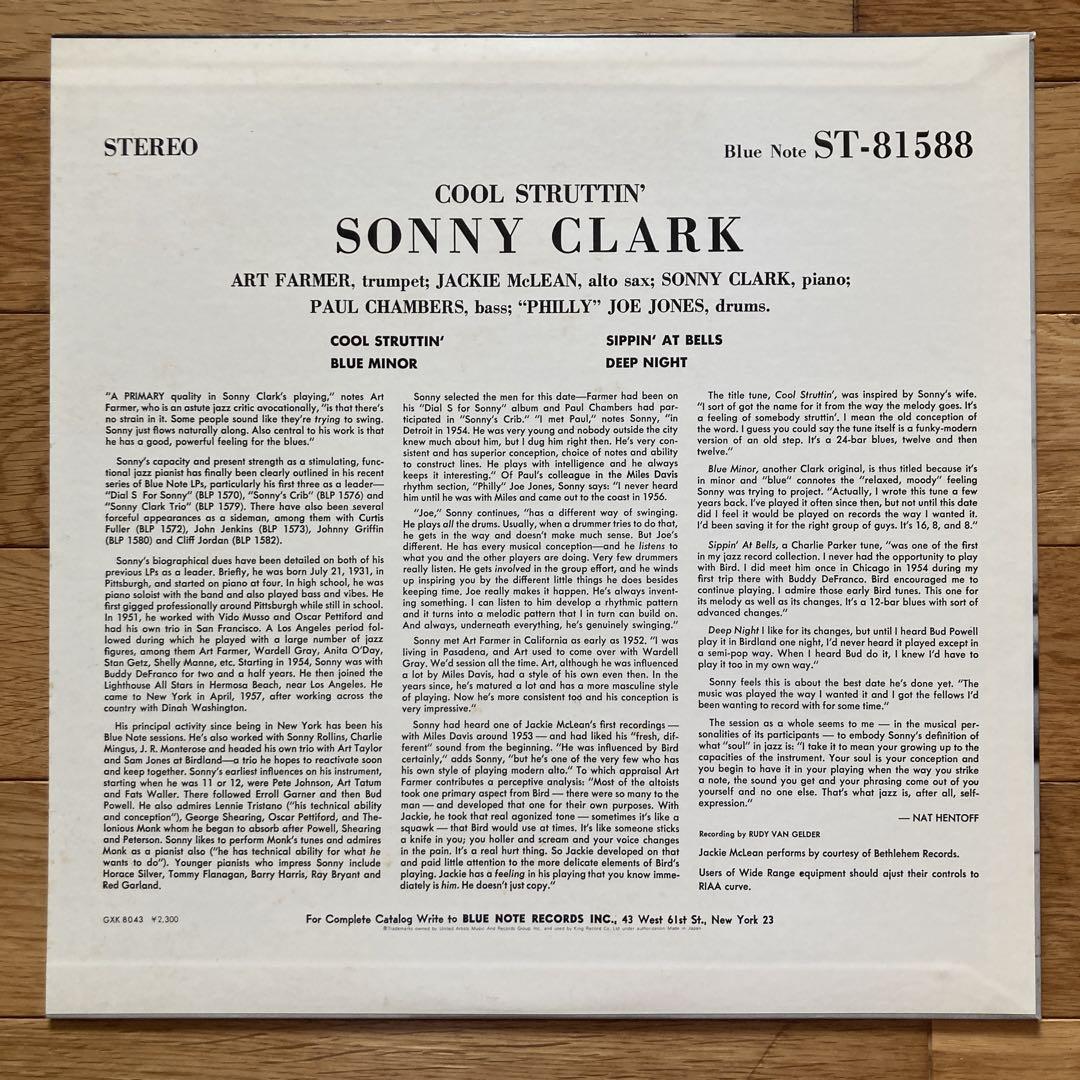 STEREO
Blue Note ST-81588
COOL STRUTTIN'
SONNY CLARK
ART FARMER, trumpet; JACKIE McLEAN, alto sax; SONNY CLARK, piano;
PAUL CHAMBERS, bass; "PHILLY" JOE JONES, drums.
COOL STRUTTIN'
BLUE MINOR
SIPPIN' AT BELLS
DEEP NIGHT
"A PRIMARY quality in Sonny Clark's playing," notes Art
Farmer, who is an astute jazz critic avocationally, "is that there's
no strain in it. Some people sound like they're trying to swing.
Sonny just flows naturally along. Also central to his work is that
he has a good, powerful feeling for the blues."
Sonny's capacity and present strength as a stimulating, func-
tional jazz pianist has finally been clearly outlined in his recent
series of Blue Note LPs, particularly his first three as a leader—
"Dial S For Sonny" (BLP 1570), "Sonny's Crib" (BLP 1576) and
"Sonny Clark Trio" (BLP 1579). There have also been several
forceful appearances as a sideman, among them with Curtis
Fuller (BLP 1572), John Jenkins (BLP 1573), Johnny Griffin
(BLP 1580) and Cliff Jordan (BLP 1582).
Sonny's biographical dues have been detailed on both of his
previous LPs as a leader. Briefly, he was born July 21, 1931, in
Pittsburgh, and started on piano at four. In high school, he was
piano soloist with the band and also played bass and vibes. He
first gigged professionally around Pittsburgh while still in school.
In 1951, he worked with Vido Musso and Oscar Pettiford and
had his own trio in San Francisco. A Los Angeles period fol-
lowed during which he played with a large number of jazz
figures, among them Art Farmer, Wardell Gray, Anita O'Day,
Stan Getz, Shelly Manne, etc. Starting in 1954, Sonny was with
Buddy DeFranco for two and a half years. He then joined the
Lighthouse All Stars in Hermosa Beach, near Los Angeles. He
came to New York in April, 1957, after working across the
country with Dinah Washington.
His principal activity since being in New York has been his
Blue Note sessions. He's also worked with Sonny Rollins, Charlie
Mingus, J. R. Monterose and headed his own trio with Art Taylor
and Sam Jones at Birdland—a trio he hopes to reactivate soon
and keep together. Sonny's earliest influences on his instrument,
starting when he was 11 or 12, were Pete Johnson, Art Tatum
and Fats Waller. There followed Erroll Garner and then Bud
Powell. He also admires Lennie Tristano ("his technical ability
and conception"), George Shearing, Oscar Pettiford, and The-
lonious Monk whom he began to absorb after Powell, Shearing
and Peterson. Sonny likes to perform Monk's tunes and admires
Monk as a pianist also ("he has technical ability for what he
wants to do"). Younger pianists who impress Sonny include
Horace Silver, Tommy Flanagan, Barry Harris, Ray Bryant and
Red Garland.
Sonny selected the men for this date—Farmer had been on
his "Dial S for Sonny" album and Paul Chambers had par-
ticipated in "Sonny's Crib." "I met Paul," notes Sonny, "in
Detroit in 1954. He was very young and nobody outside the city
knew much about him, but I dug him right then. He's very con-
sistent and has superior conception, choice of notes and ability
to construct lines. He plays with intelligence and he always
keeps it interesting." Of Paul's colleague in the Miles Davis
rhythm section, "Philly" Joe Jones, Sonny says: "I never heard
him until he was with Miles and came out to the coast in 1956.
"Joe," Sonny continues, "has a different way of swinging.
He plays all the drums. Usually, when a drummer tries to do that,
he gets in the way and doesn't make much sense. But Joe's
different. He has every musical conception—and he listens to
what you and the other players are doing. Very few drummers
really listen. He gets involved in the group effort, and he winds
up inspiring you by the different little things he does besides
keeping time. Joe really makes it happen. He's always invent-
ing something. I can listen to him develop a rhythmic pattern
and it turns into a melodic pattern that I in turn can build on.
And always, underneath everything, he's genuinely swinging."
Sonny met Art Farmer in California as early as 1952. "I was
living in Pasadena, and Art used to come over with Wardell
Gray. We'd session all the time. Art, although he was influenced
a lot by Miles Davis, had a style of his own even then. In the
years since, he's matured a lot and has a more masculine style
of playing. Now he's more consistent too and his conception is
very impressive."
Sonny had heard one of Jackie McLean's first recordings —
with Miles Davis around 1953 — and had liked his "fresh, dif-
ferent" sound from the beginning. "He was influenced by Bird
certainly," adds Sonny, "but he's one of the very few who has
his own style of playing modern alto." To which appraisal Art
Farmer contributes a perceptive analysis: "Most of the altoists
took one primary aspect from Bird — there were so many to the
man — and developed that one for their own purposes. With
Jackie, he took that real agonized tone — sometimes it's like a
squawk — that Bird would use at times. It's like someone sticks
a knife in you; you holler and scream and your voice changes
in the pain. It's a real hurt thing. So Jackie developed on that
and paid little attention to the more delicate elements of Bird's
playing. Jackie has a feeling in his playing that you know imme-
diately is him. He doesn't just copy."
The title tune, Cool Struttin', was inspired by Sonny's wife.
"I sort of got the name for it from the way the melody goes. It's
a feeling of somebody struttin'. I mean the old conception of
the word. I guess you could say the tune itself is a funky-modern
version of an old step. It's a 24-bar blues, twelve and then
twelve."
Blue Minor, another Clark original, is thus titled because it's
in minor and "blue" connotes the "relaxed, moody" feeling
Sonny was trying to project. "Actually, I wrote this tune a few
years back. I've played it often since then, but not until this date
did I feel it would be played on records the way I wanted it.
I'd been saving it for the right group of guys. It's 16, 8, and 8."
Sippin' At Bells, a Charlie Parker tune, "was one of the first
in my jazz record collection. I never had the opportunity to play
with Bird. I did meet him once in Chicago in 1954 during my
first trip there with Buddy DeFranco. Bird encouraged me to
continue playing. I admire those early Bird tunes. This one for
its melody as well as its changes. It's a 12-bar blues with sort of
advanced changes."
Deep Night I like for its changes, but until I heard Bud Powell
play it in Birdland one night, I'd never heard it played except in
a semi-pop way. When I heard Bud do it, I knew I'd have to
play it too in my own way."
Sonny feels this is about the best date he's done yet. "The
music was played the way I wanted it and I got the fellows I'd
been wanting to record with for some time."
The session as a whole seems to me — in the musical per-
sonalities of its participants — to embody Sonny's definition of
what "soul" in jazz is: "I take it to mean your growing up to the
capacities of the instrument. Your soul is your conception and
you begin to have it in your playing when the way you strike
a note, the sound you get and your phrasing come out of you
yourself and no one else. That's what jazz is, after all, self-
expression."
— NAT HENTOFF
Recording by RUDY VAN GELDER
Jackie McLean performs by courtesy of Bethlehem Records.
Users of Wide Range equipment should ajust their controls to
RIAA curve.
GXK 8043 ¥2,300
For Complete Catalog Write to BLUE NOTE RECORDS INC., 43 West 61st St., New York 23
®Trademarks owned by United Artists Music And Records Group Inc. and used by King Record Co. Ltd under authorization Made in Japan